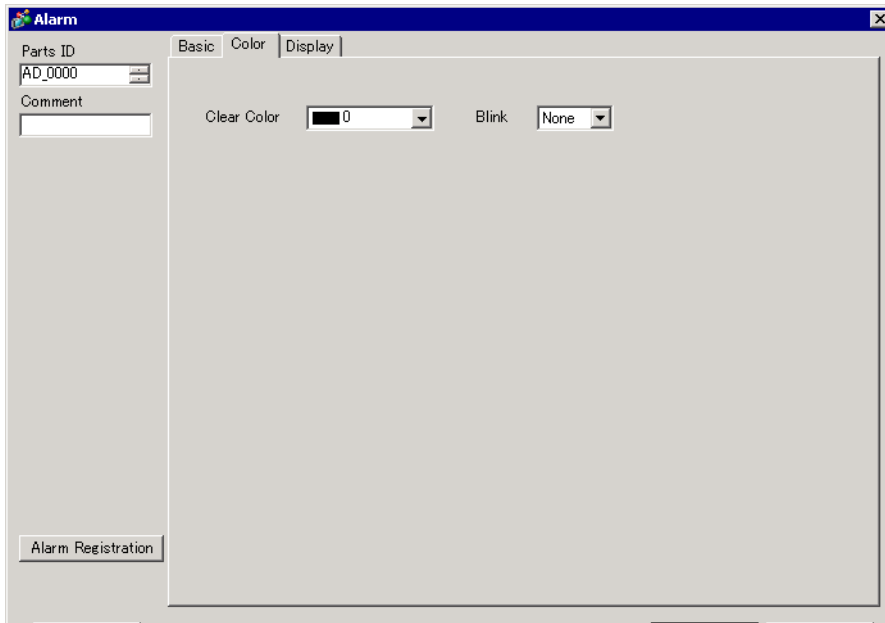 Alarm
Parts ID
AD_0000
Comment
Basic Color Display
Clear Color 0 Blink None
Alarm Registration